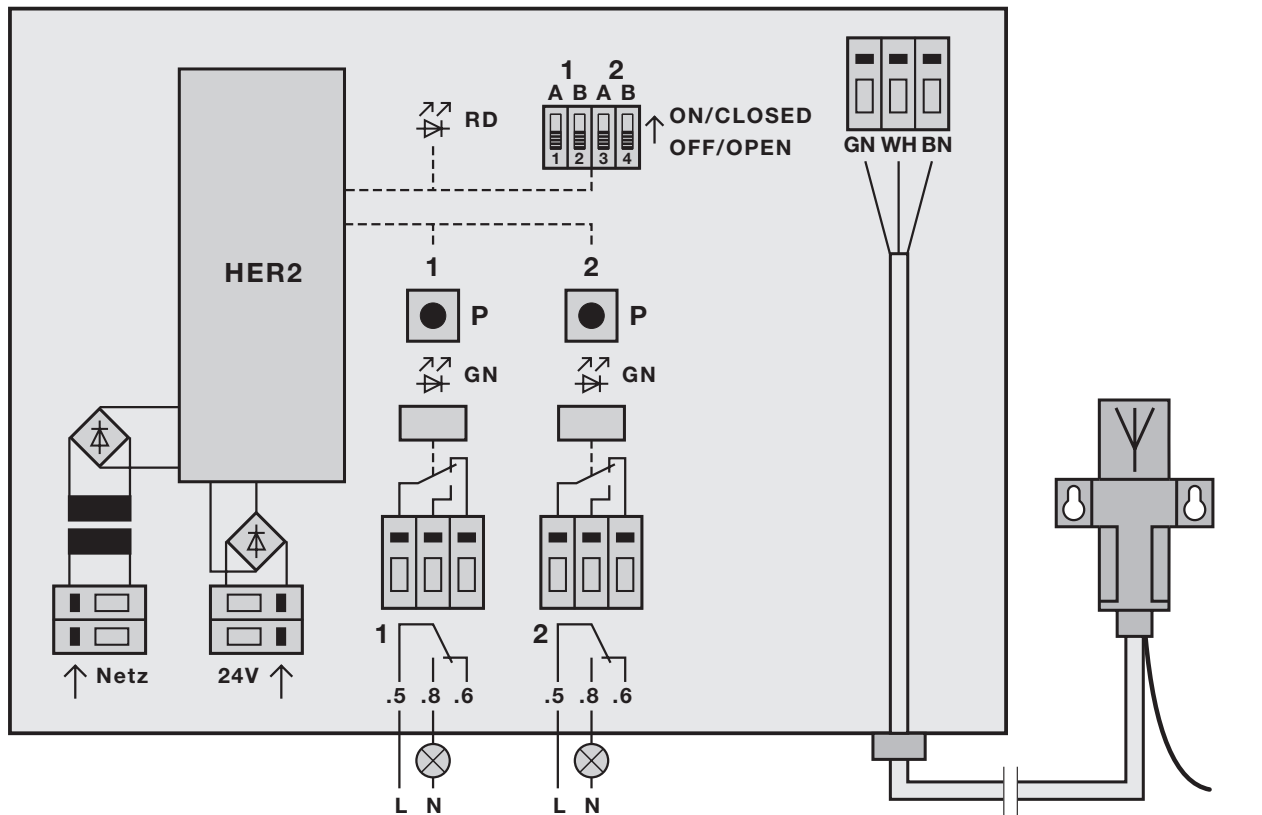 1 2
A B A B
RD
ON/CLOSED
OFF/OPEN
1 2 3 4
GN WH BN
HER2
1 2
P P
GN GN
1 2
Netz 24V
.5 .8 .6 .5 .8 .6
L N L N